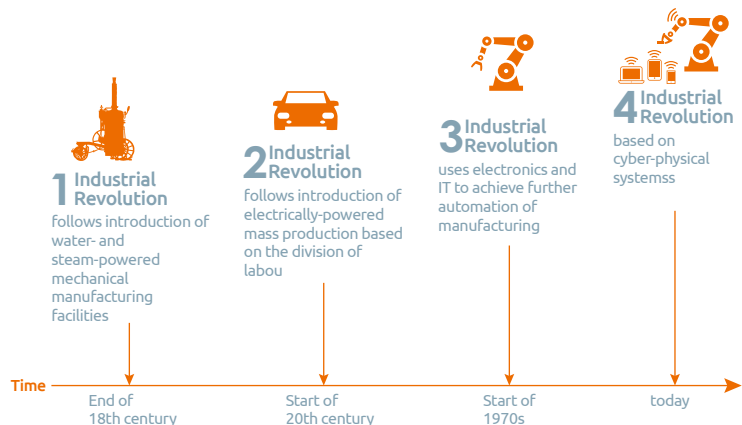 1 Industrial
Revolution
follows introduction of
water- and
steam-powered
mechanical
manufacturing
facilities
2 Industrial
Revolution
follows introduction of
electrically-powered
mass production based
on the division of
labou
3 Industrial
Revolution
uses electronics and
IT to achieve further
automation of
manufacturing
4 Industrial
Revolution
based on
cyber-physical
systemss
Time
End of
18th century
Start of
20th century
Start of
1970s
today